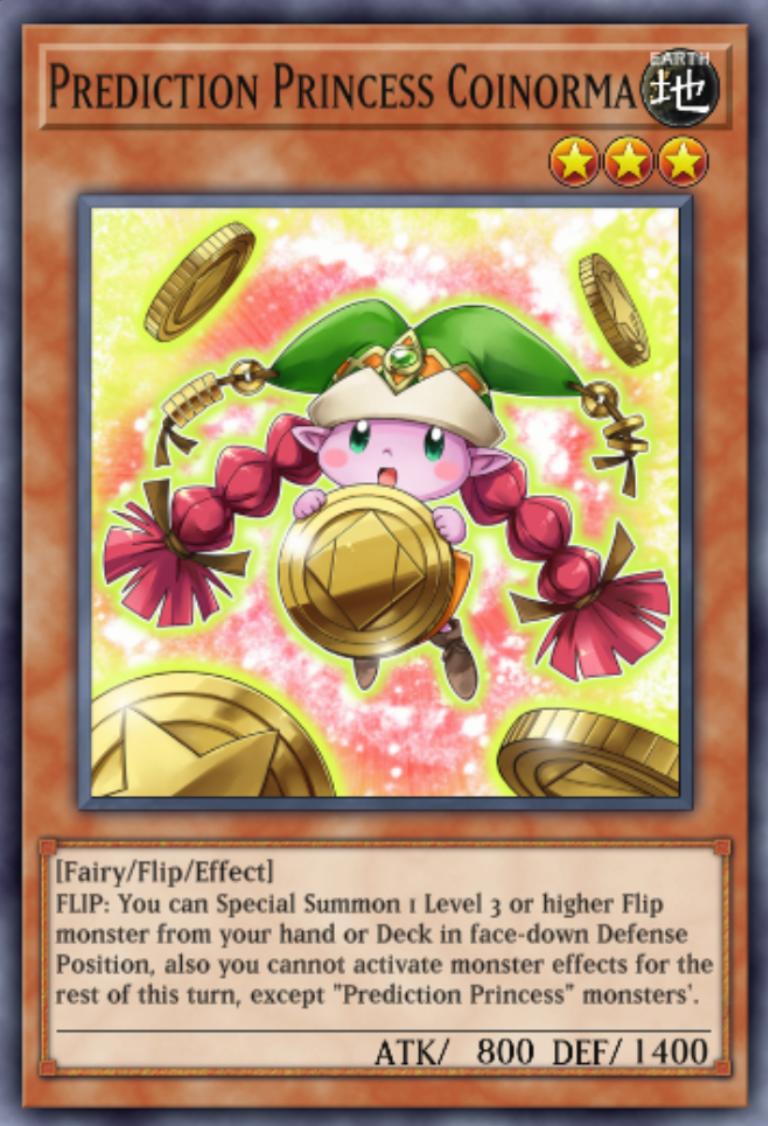 Prediction Princess Coinorma
EARTH
地
[Fairy/Flip/Effect]
FLIP: You can Special Summon 1 Level 3 or higher Flip
monster from your hand or Deck in face-down Defense
Position, also you cannot activate monster effects for the
rest of this turn, except "Prediction Princess" monsters'.
ATK/ 800 DEF/ 1400